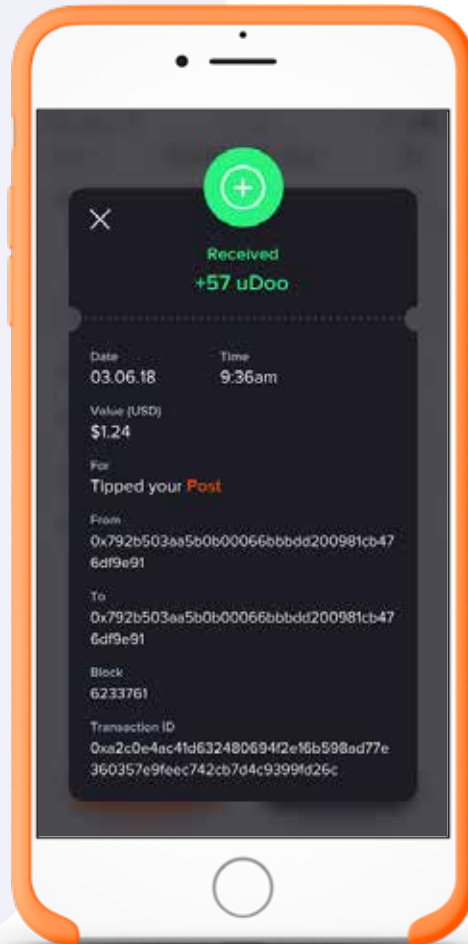 Received
+57 uDoo
Date Time
03.06.18 9:36am
Value (USD)
$1.24
For
Tipped your Post
From
0x792b503aa5b0b00066bbbdd200981cb47
6df9e91
To
0x792b503aa5b0b00066bbbdd200981cb47
6df9e91
Block
6233761
Transaction ID
0xa2c0e4ac41d632480694f2e16b598ad77e
360357e9feec742cb7d4c9399fd26c